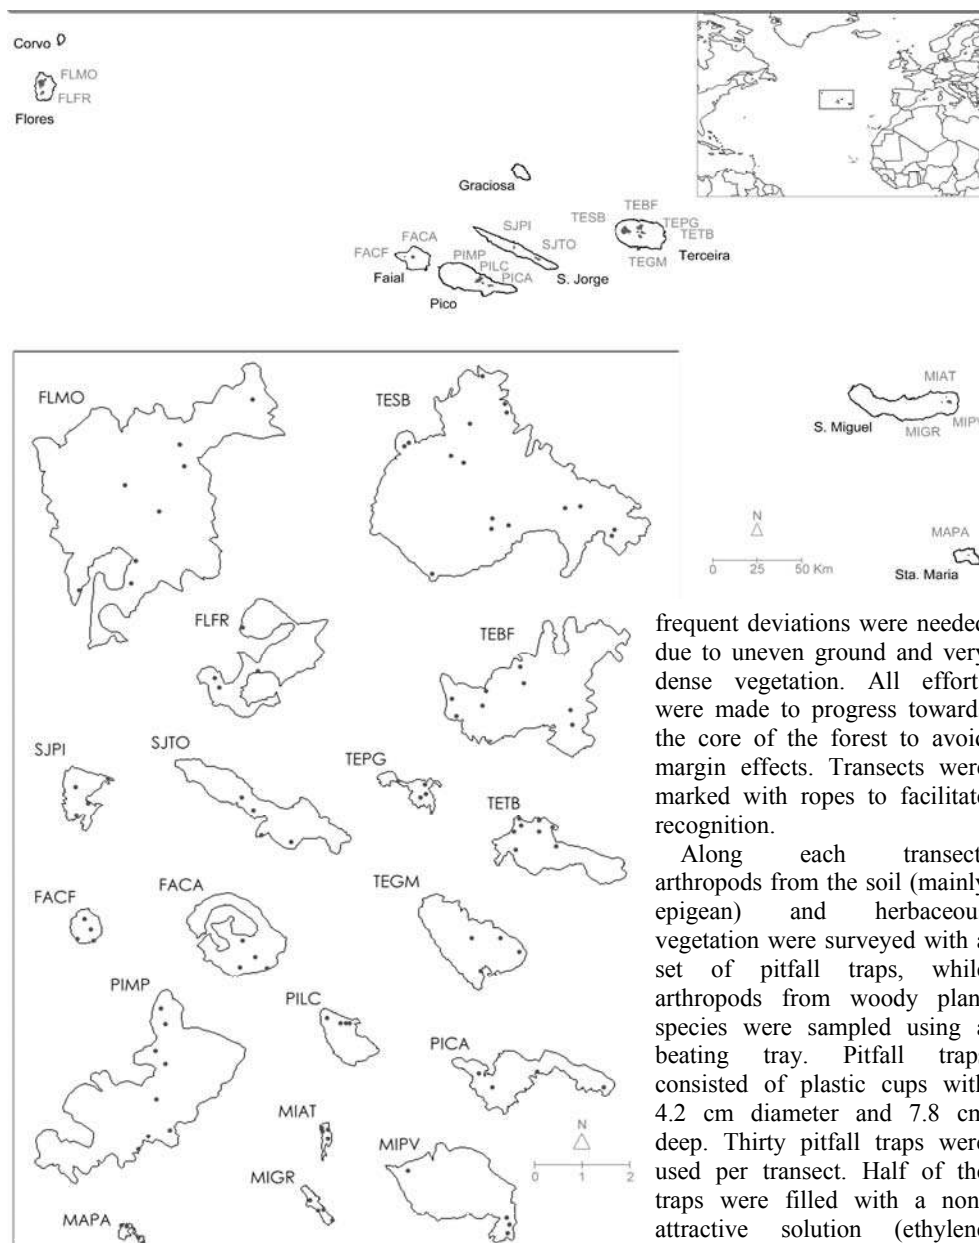 Corvo
FLMO
FLFR
Flores
Graciosa
TEBF
TESB
TEPG
TETB
TEGM
Terceira
SJPI
SJTO
S. Jorge
FACA
FACF
Faial
PIMP
PILC
PICA
Pico
MIAT
S. Miguel
MIGR
MIPV
N
0 25 50 Km
MAPA
Sta. Maria
FLMO
TESB
FLFR
TEBF
SJPI
SJTO
TEPG
TETB
FACF
FACA
TEGM
PIMP
PILC
PICA
MIAT
MIGR
MIPV
MAPA
N
0 1 2
frequent deviations were needed
due to uneven ground and very
dense vegetation. All effort
were made to progress toward
the core of the forest to avoid
margin effects. Transects were
marked with ropes to facilitate
recognition.
Along each transect
arthropods from the soil (mainly
epigean) and herbaceou
vegetation were surveyed with a
set of pitfall traps, while
arthropods from woody plan
species were sampled using a
beating tray. Pitfall traps
consisted of plastic cups with
4.2 cm diameter and 7.8 cm
deep. Thirty pitfall traps were
used per transect. Half of the
traps were filled with a non
attractive solution (ethylene